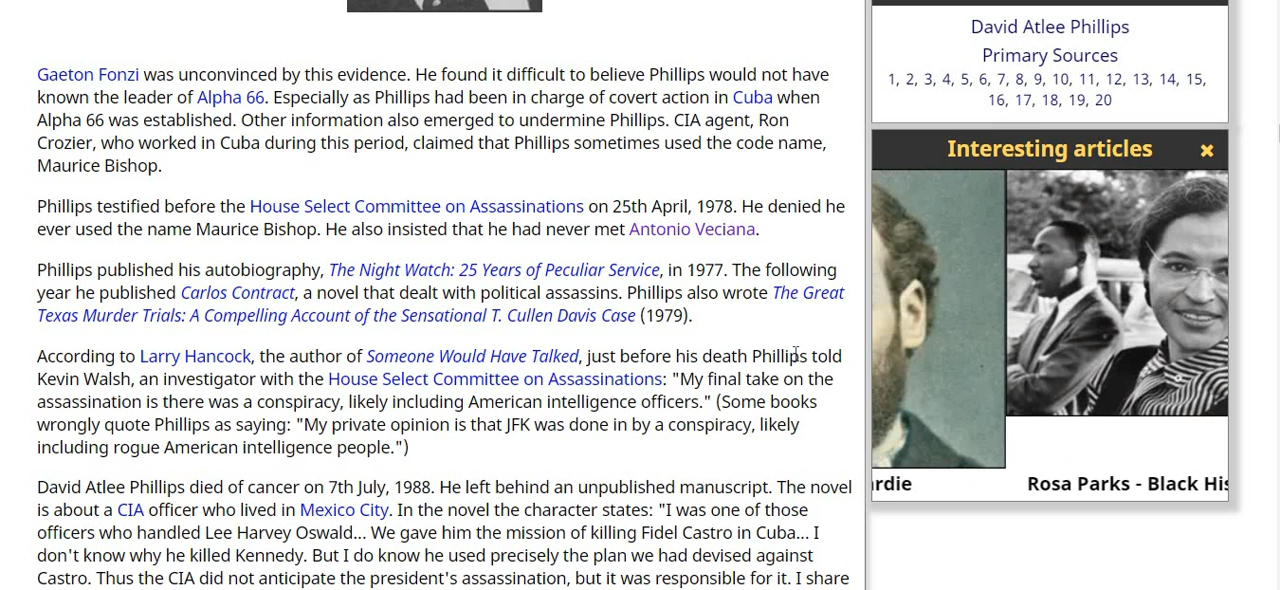 Gaeton Fonzi was unconvinced by this evidence. He found it difficult to believe Phillips would not have
known the leader of Alpha 66. Especially as Phillips had been in charge of covert action in Cuba when
Alpha 66 was established. Other information also emerged to undermine Phillips. CIA agent, Ron
Crozier, who worked in Cuba during this period, claimed that Phillips sometimes used the code name,
Maurice Bishop.
Phillips testified before the House Select Committee on Assassinations on 25th April, 1978. He denied he
ever used the name Maurice Bishop. He also insisted that he had never met Antonio Veciana.
Phillips published his autobiography, The Night Watch: 25 Years of Peculiar Service, in 1977. The following
year he published Carlos Contract, a novel that dealt with political assassins. Phillips also wrote The Great
Texas Murder Trials: A Compelling Account of the Sensational T. Cullen Davis Case (1979).
According to Larry Hancock, the author of Someone Would Have Talked, just before his death Phillips told
Kevin Walsh, an investigator with the House Select Committee on Assassinations: "My final take on the
assassination is there was a conspiracy, likely including American intelligence officers." (Some books
wrongly quote Phillips as saying: "My private opinion is that JFK was done in by a conspiracy, likely
including rogue American intelligence people.")
David Atlee Phillips died of cancer on 7th July, 1988. He left behind an unpublished manuscript. The novel
is about a CIA officer who lived in Mexico City. In the novel the character states: "I was one of those
officers who handled Lee Harvey Oswald... We gave him the mission of killing Fidel Castro in Cuba... I
don't know why he killed Kennedy. But I do know he used precisely the plan we had devised against
Castro. Thus the CIA did not anticipate the president's assassination, but it was responsible for it. I share
David Atlee Phillips
Primary Sources
1, 2, 3, 4, 5, 6, 7, 8, 9, 10, 11, 12, 13, 14, 15,
16, 17, 18, 19, 20
Interesting articles
rdie
Rosa Parks - Black His